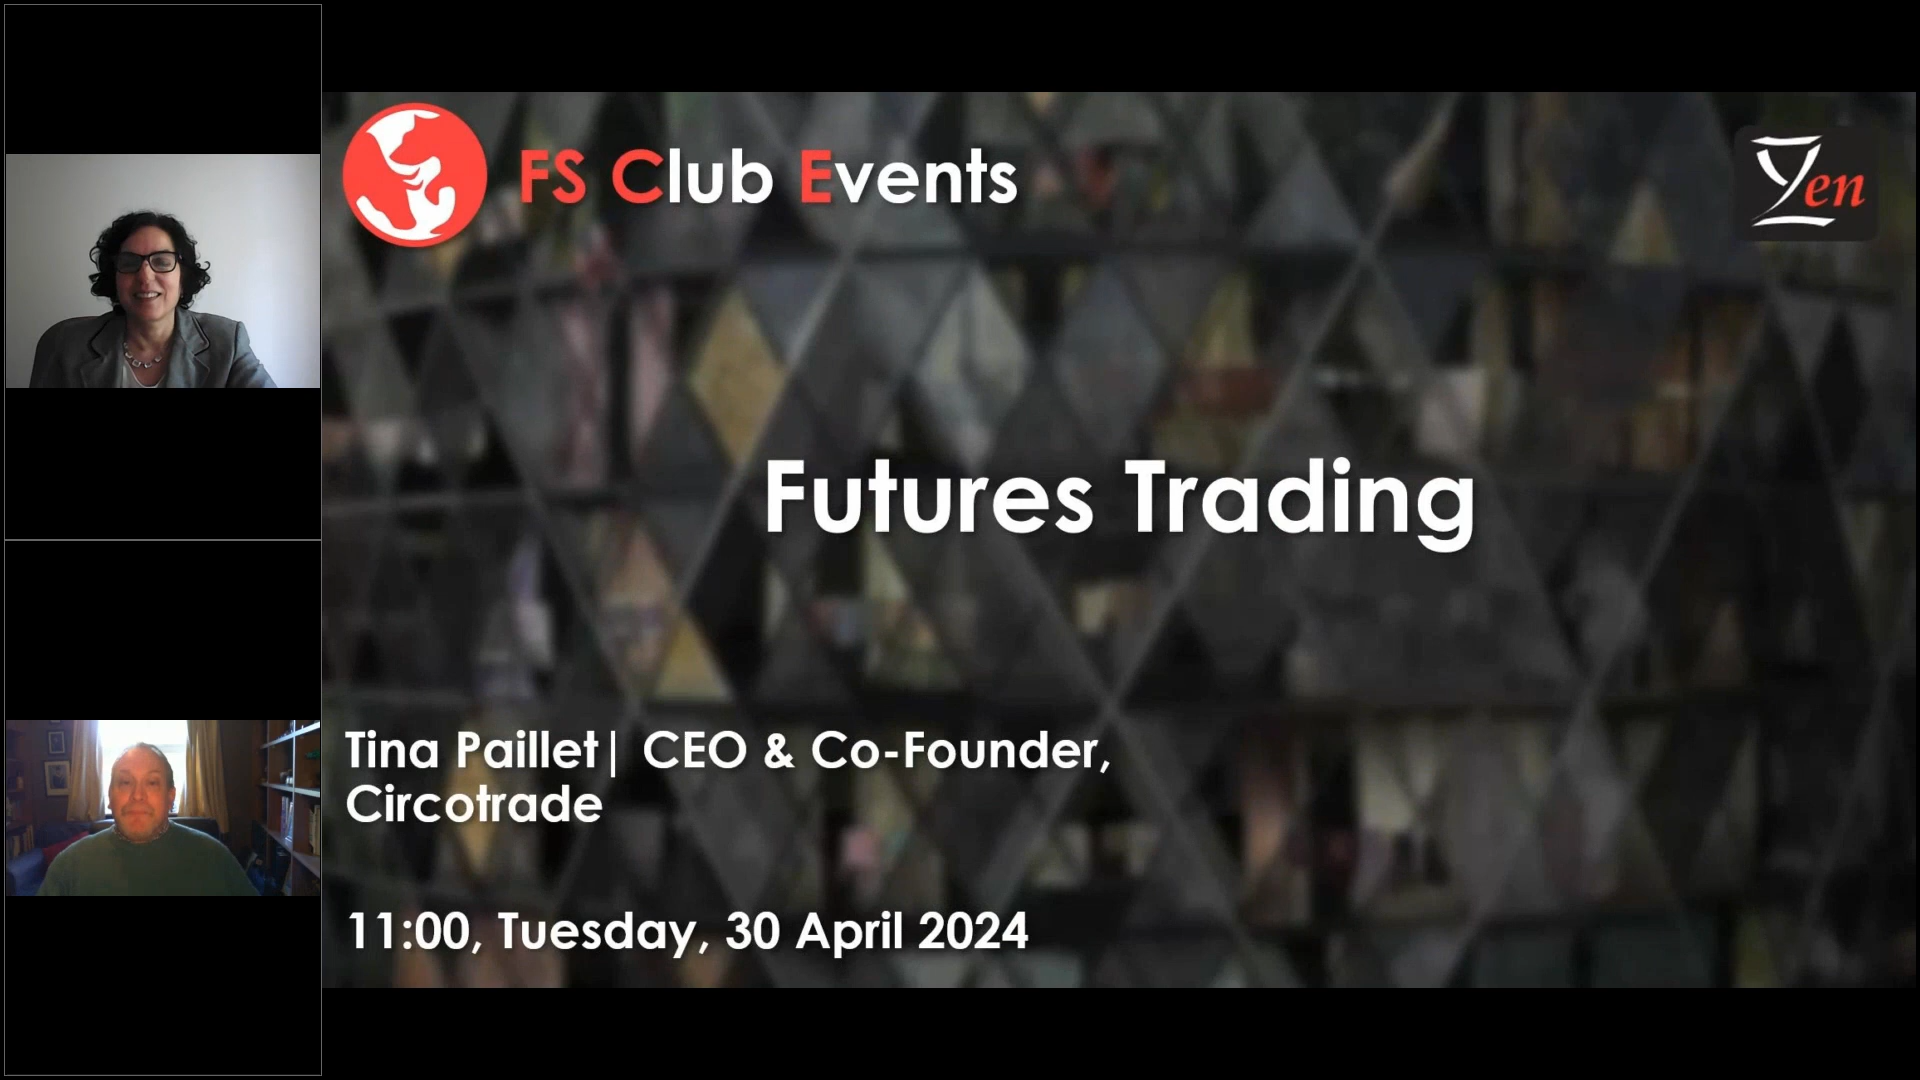 FS Club Events
Zen
Futures Trading
Tina Paillet| CEO & Co-Founder,
Circotrade
11:00, Tuesday, 30 April 2024